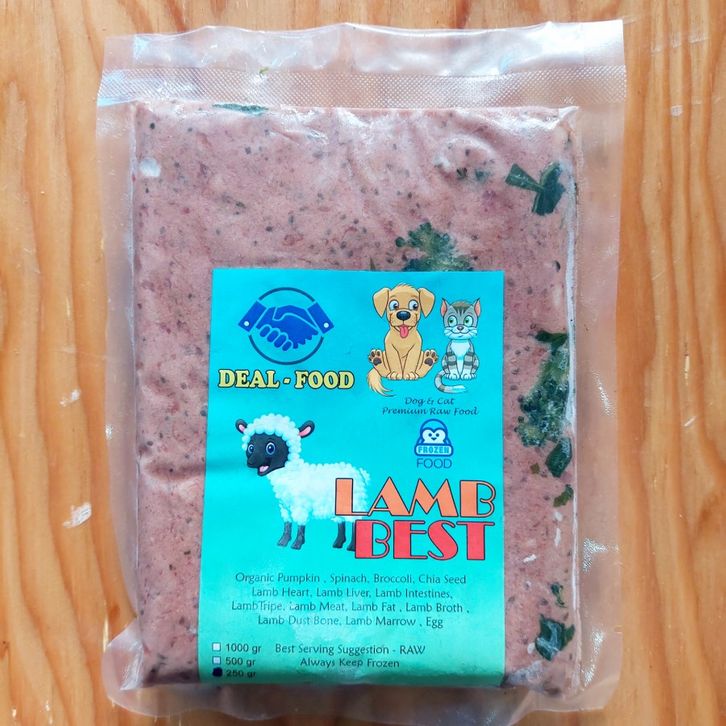 DEAL - FOOD
Dog & Cat
Premium Raw Food
FROZEN
FOOD
LAMB
BEST
Organic Pumpkin , Spinach, Broccoli, Chia Seed
Lamb Heart, Lamb Liver, Lamb Intestines,
LambTripe, Lamb Meat, Lamb Fat , Lamb Broth ,
Lamb Dust Bone, Lamb Marrow , Egg
1000 gr Best Serving Suggestion - RAW
500 gr Always Keep Frozen
250 gr